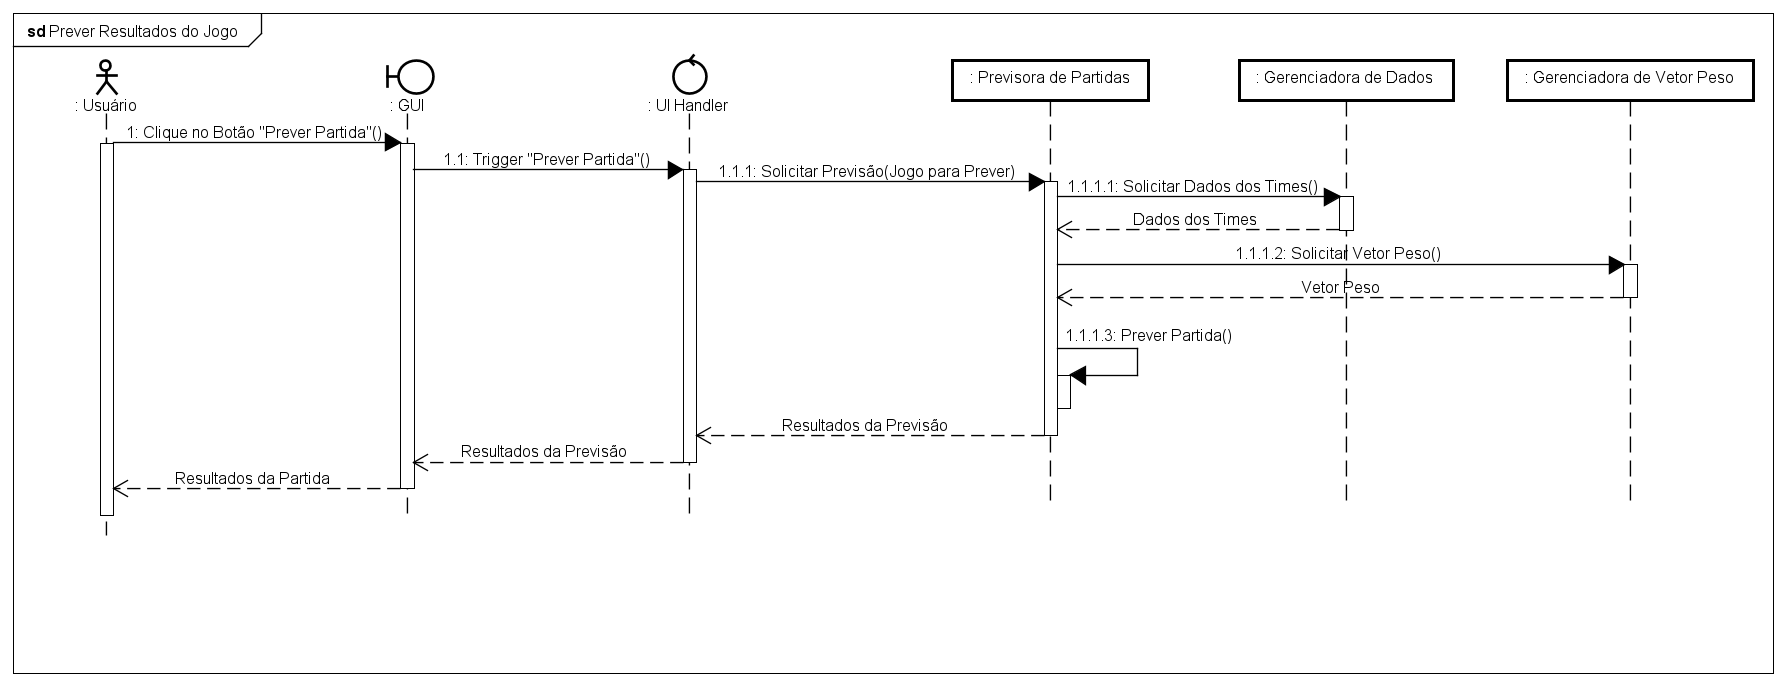 sd Prever Resultados do Jogo
: Usuário
: GUI
: UI Handler
: Previsora de Partidas
: Gerenciadora de Dados
: Gerenciadora de Vetor Peso
1: Clique no Botão "Prever Partida"()
1.1: Trigger "Prever Partida"()
1.1.1: Solicitar Previsão(Jogo para Prever)
1.1.1.1: Solicitar Dados dos Times()
Dados dos Times
1.1.1.2: Solicitar Vetor Peso()
Vetor Peso
1.1.1.3: Prever Partida()
Resultados da Previsão
Resultados da Previsão
Resultados da Partida